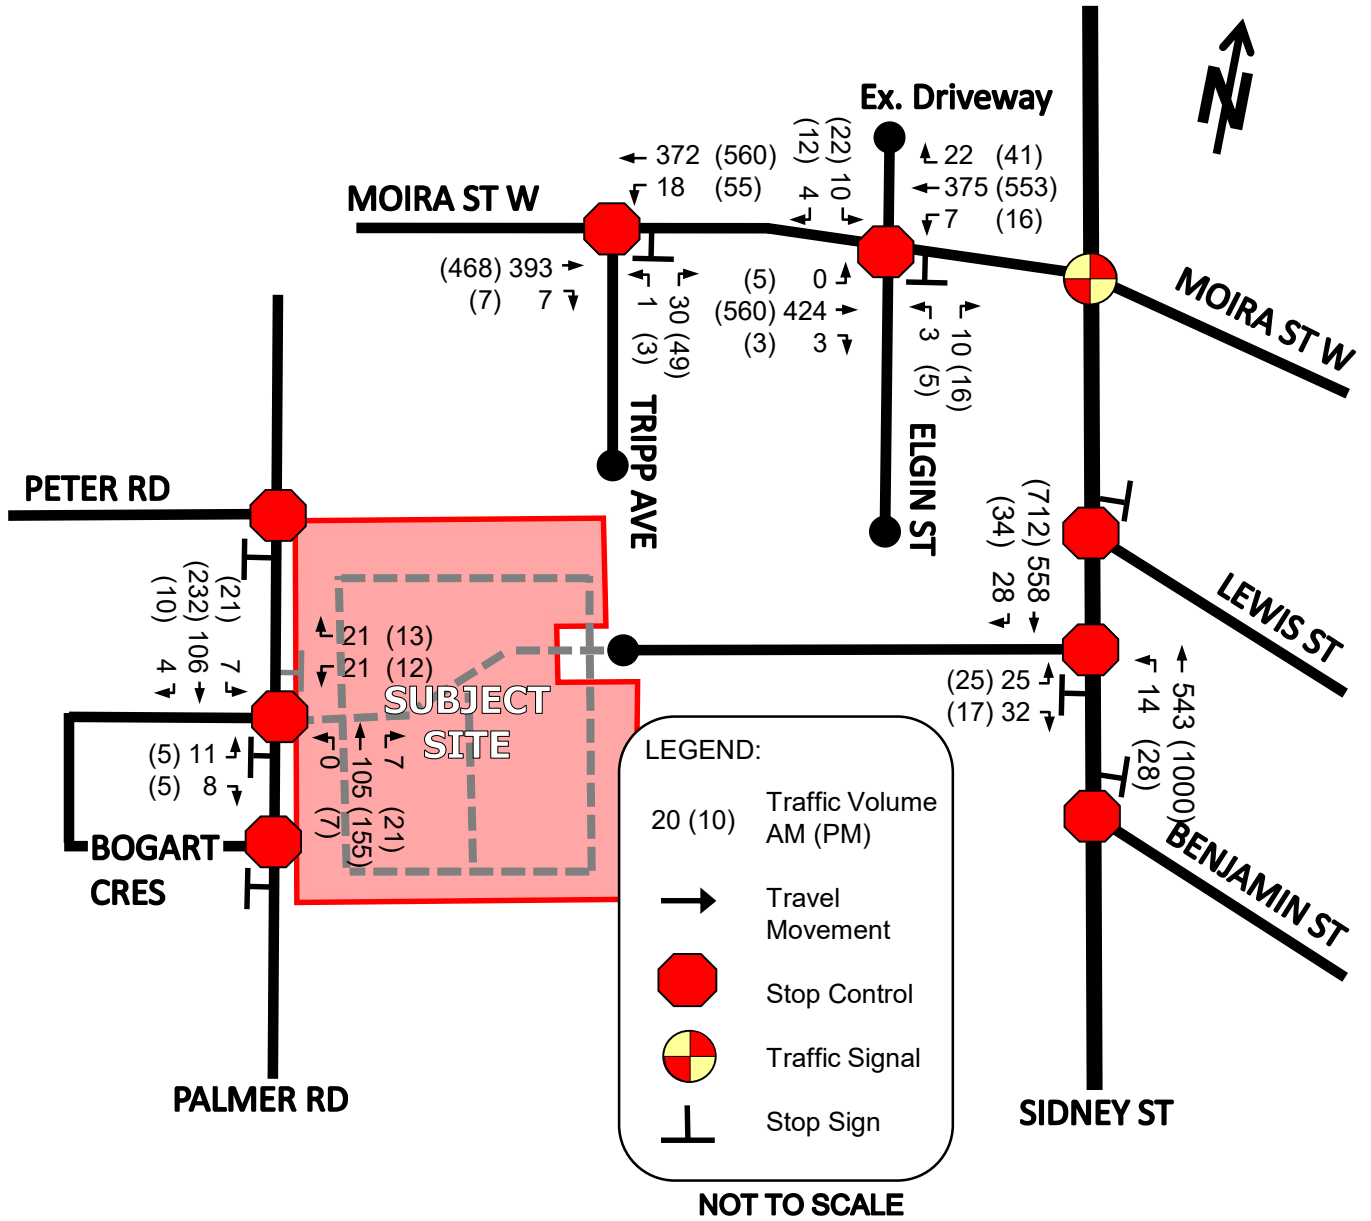 N
Ex. Driveway
372 (560)
18 (55)
(22) 10
(12) 4
22 (41)
375 (553)
7 (16)
MOIRA ST W
(468) 393
(7) 7
1 (3)
30 (49)
(5) 0
(560) 424
(3) 3
3 (5)
10 (16)
MOIRA ST W
TRIPP AVE
ELGIN ST
PETER RD
(712) 558
(34) 28
LEWIS ST
(21) 7
(232) 106
(10) 4
21 (13)
21 (12)
SUBJECT
SITE
(25) 25
(17) 32
14 (28)
543 (1000)
(5) 11
(5) 8
0 (7)
105 (155)
7 (21)
BOGART
CRES
BENJAMIN ST
LEGEND:
20 (10)
Traffic Volume
AM (PM)
Travel
Movement
Stop Control
Traffic Signal
Stop Sign
PALMER RD
SIDNEY ST
NOT TO SCALE